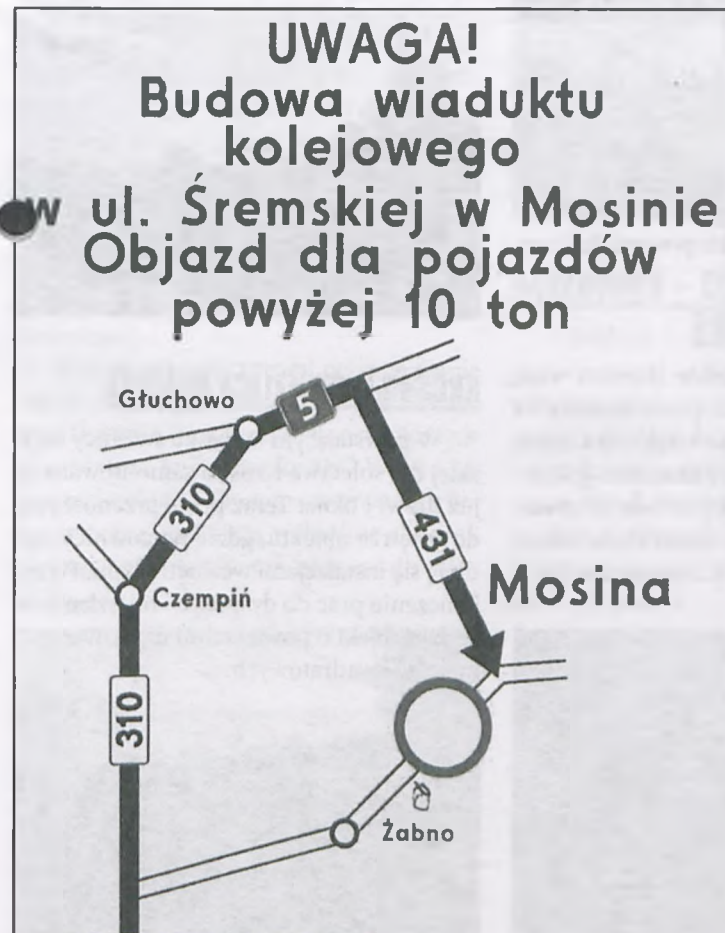 UWAGA!
Budowa wiaduktu
kolejowego
w ul. Śremskiej w Mosinie
Objazd dla pojazdów
powyżej 10 ton
Głuchowo
5
310
431
Mosina
Czempiń
310
Żabno